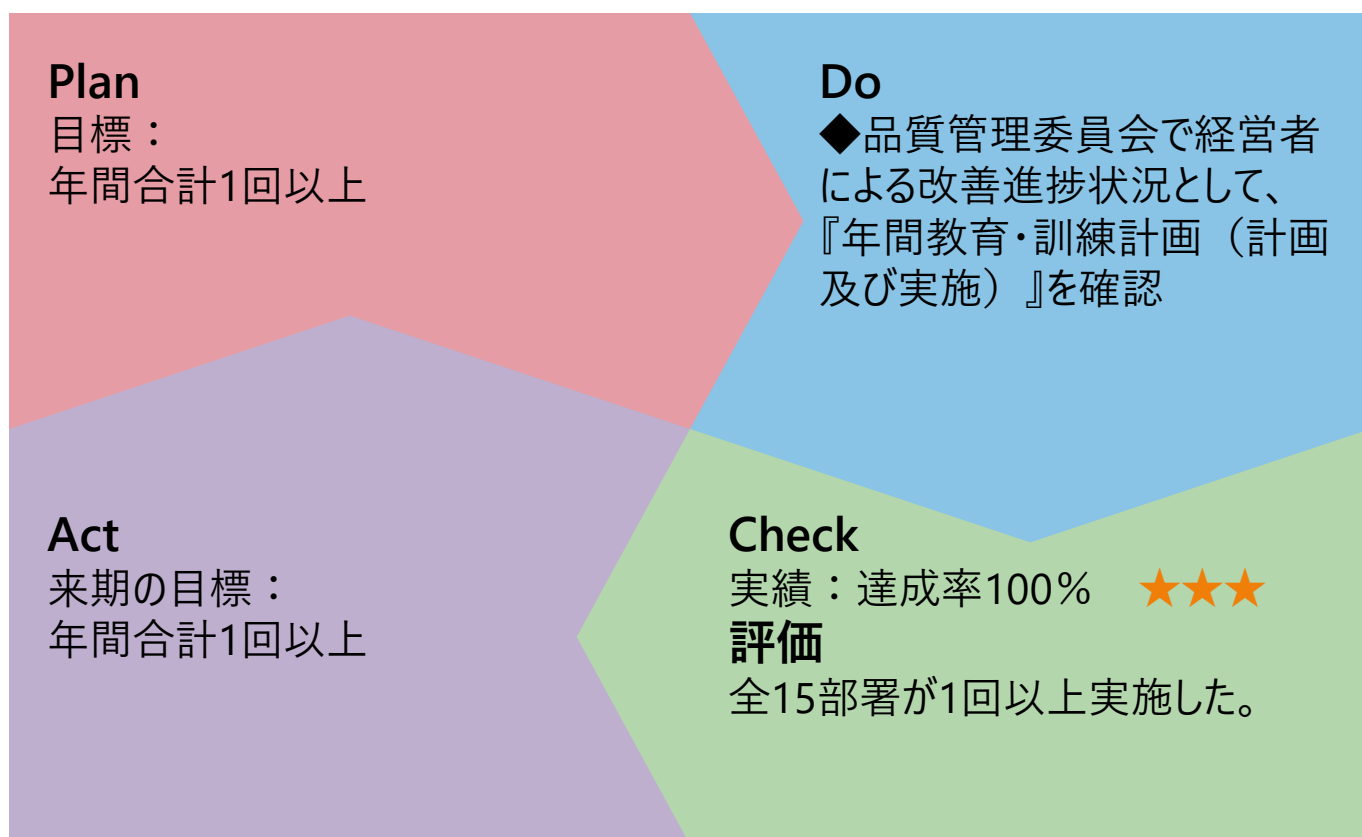 Plan
目標：
年間合計1回以上
Do
◆品質管理委員会で経営者
による改善進捗状況として、
『年間教育・訓練計画（計画
及び実施）』を確認
Act
来期の目標：
年間合計1回以上
Check
実績：達成率100％　★★★
評価
全15部署が1回以上実施した。